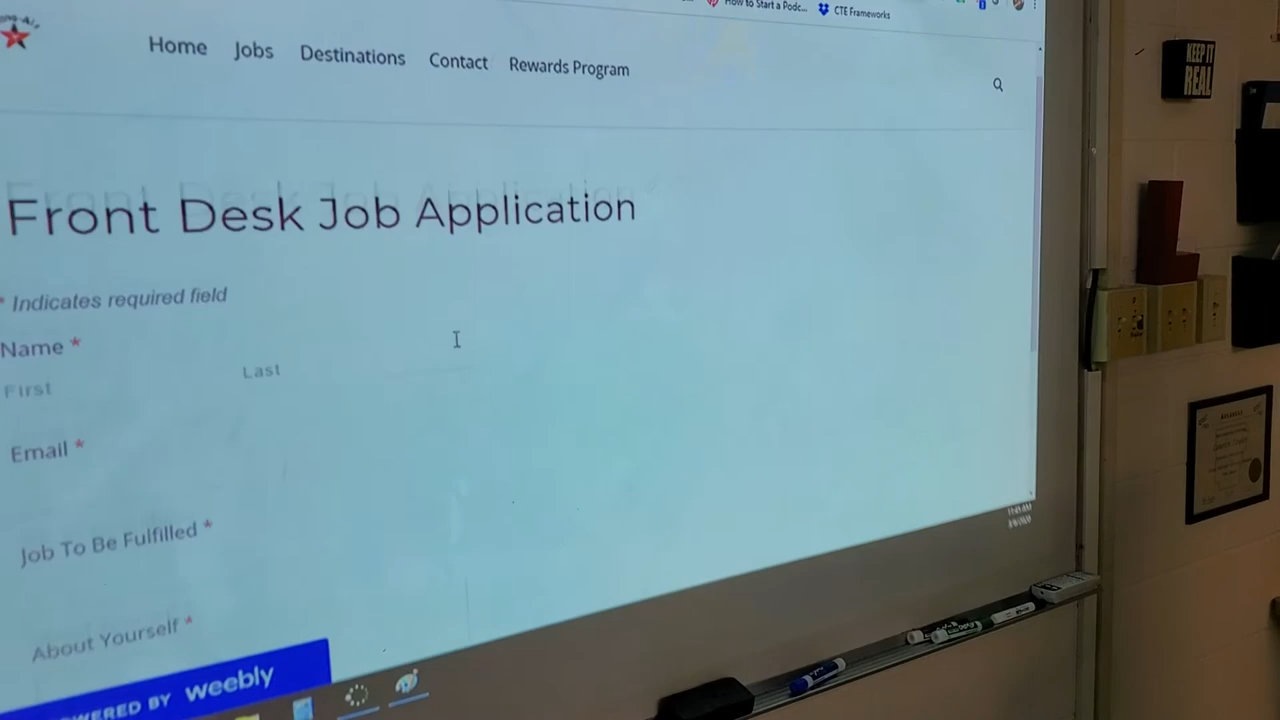 How to Start a Podc...
CTE Frameworks
Home
Jobs
Destinations
Contact
Rewards Program
KEEP IT
REAL
Front Desk Job Application
* Indicates required field
Name *
First
Last
Email *
Job To Be Fulfilled *
About Yourself *
POWERED BY weebly